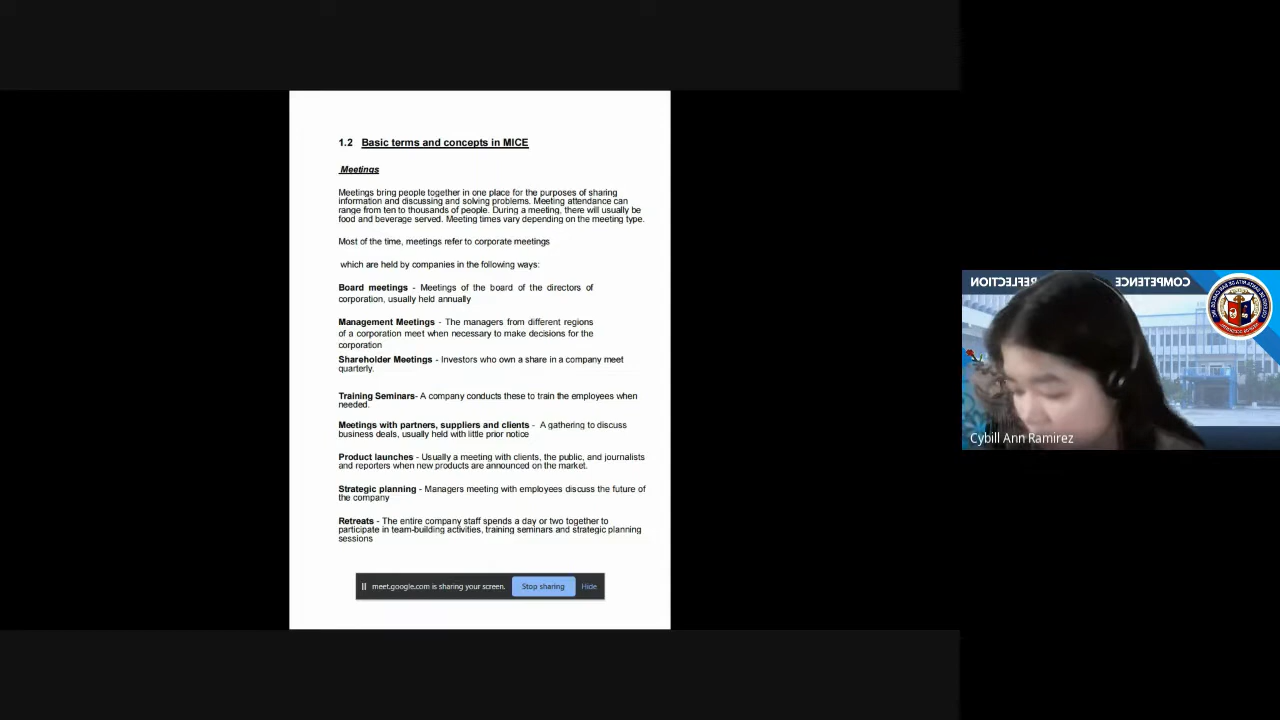 1.2 Basic terms and concepts in MICE
Meetings
Meetings bring people together in one place for the purposes of sharing
information and discussing and solving problems. Meeting attendance can
range from ten to thousands of people. During a meeting, there will usually be
food and beverage served. Meeting times vary depending on the meeting type.
Most of the time, meetings refer to corporate meetings
which are held by companies in the following ways:
Board meetings - Meetings of the board of the directors of
corporation, usually held annually
Management Meetings - The managers from different regions
of a corporation meet when necessary to make decisions for the
corporation
Shareholder Meetings - Investors who own a share in a company meet
quarterly.
Training Seminars- A company conducts these to train the employees when
needed.
Meetings with partners, suppliers and clients - A gathering to discuss
business deals, usually held with little prior notice
Product launches - Usually a meeting with clients, the public, and journalists
and reporters when new products are announced on the market.
Strategic planning - Managers meeting with employees discuss the future of
the company
Retreats - The entire company staff spends a day or two together to
participate in team-building activities, training seminars and strategic planning
sessions
meet.google.com is sharing your screen. Stop sharing Hide
REFLECTION COMPETENCE
Cybill Ann Ramirez